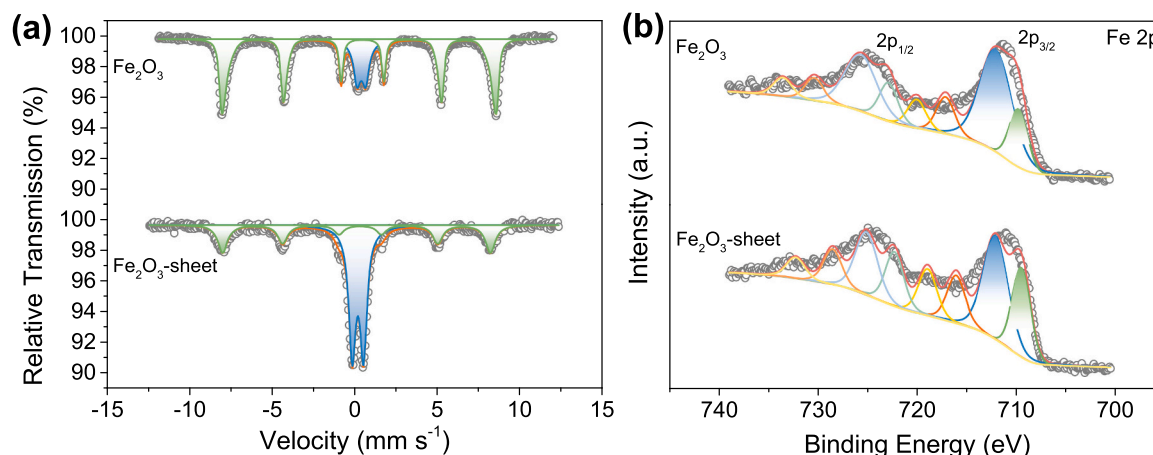 (a)
Relative Transmission (%)
100
98
96
94
92
90
100
98
96
94
92
90
Fe₂O₃
Fe₂O₃-sheet
-15 -10 -5 0 5 10 15
Velocity (mm s⁻¹)
(b)
Intensity (a.u.)
Fe₂O₃
2p₁/₂
2p₃/₂
Fe 2p
Fe₂O₃-sheet
740 730 720 710 700
Binding Energy (eV)